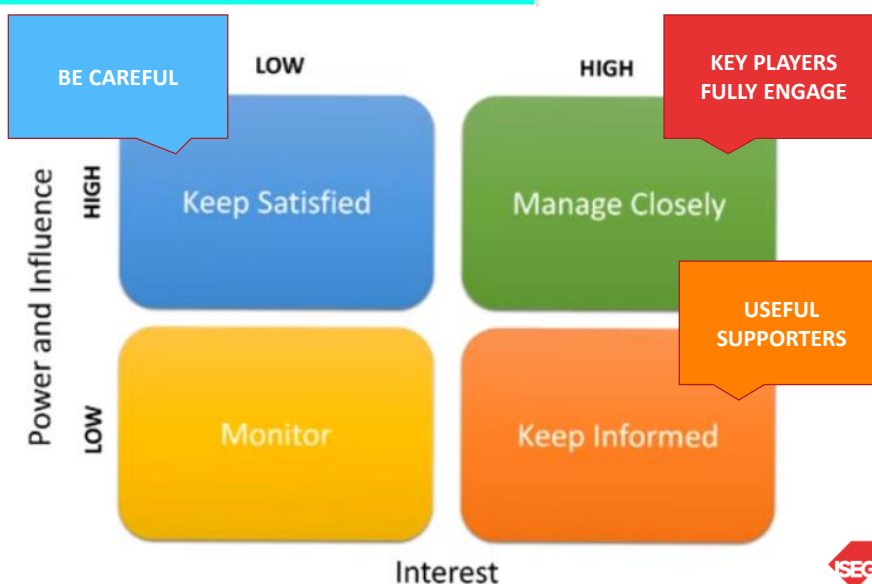 BE CAREFUL
LOW
HIGH
KEY PLAYERS
FULLY ENGAGE
Power and Influence
HIGH
Keep Satisfied
Manage Closely
USEFUL
SUPPORTERS
LOW
Monitor
Keep Informed
Interest
ISEG